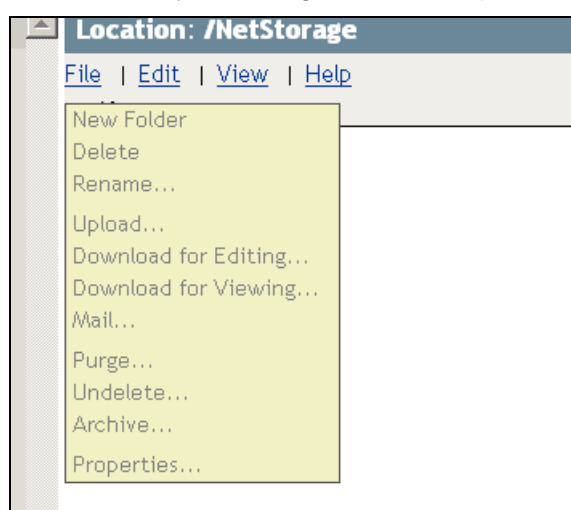 Location: /NetStorage
File | Edit | View | Help
New Folder
Delete
Rename...
Upload...
Download for Editing...
Download for Viewing...
Mail...
Purge...
Undelete...
Archive...
Properties...